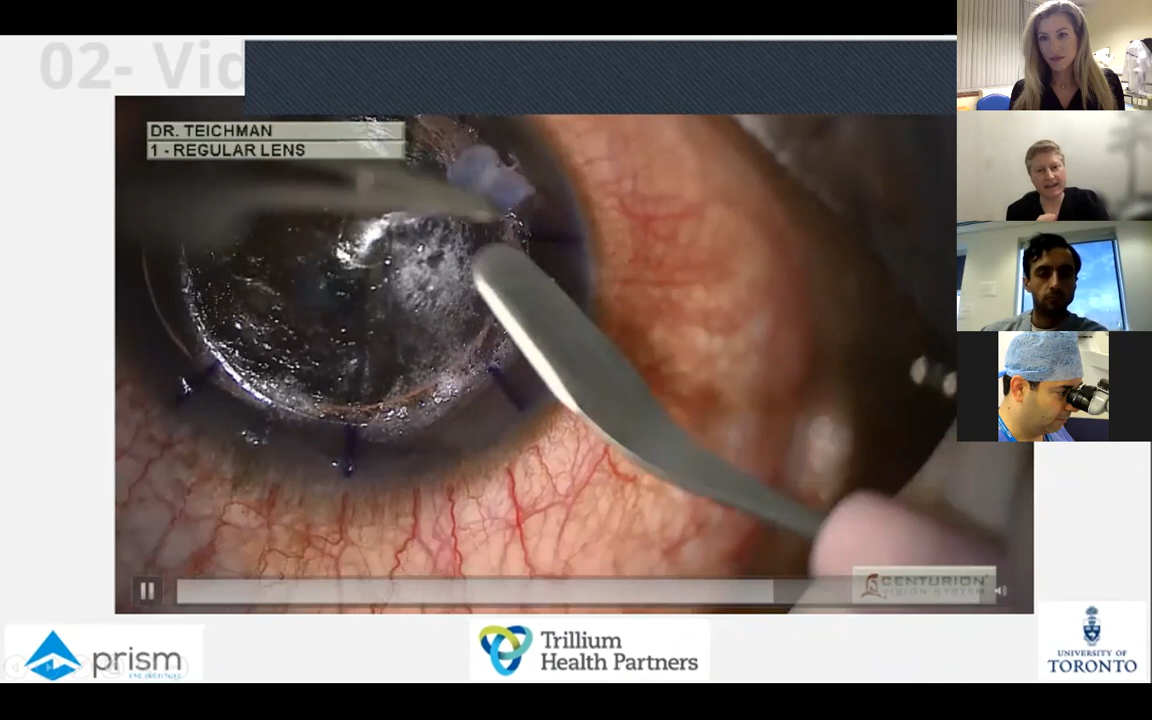 02- Vid
DR. TEICHMAN
1 - REGULAR LENS
CENTURION
VISION SYSTEM
prism
Trillium
Health Partners
UNIVERSITY OF
TORONTO